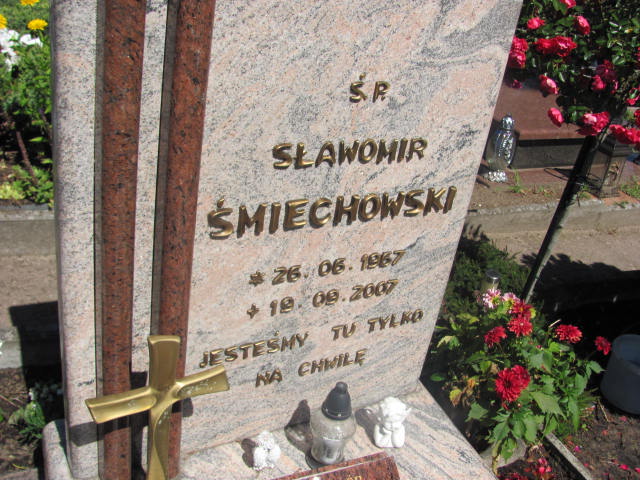 Ś.P.
SŁAWOMIR
ŚMIECHOWSKI
* 26.06.1967
+ 19.09.2007
JESTEŚMY TU TYLKO
NA CHWILĘ